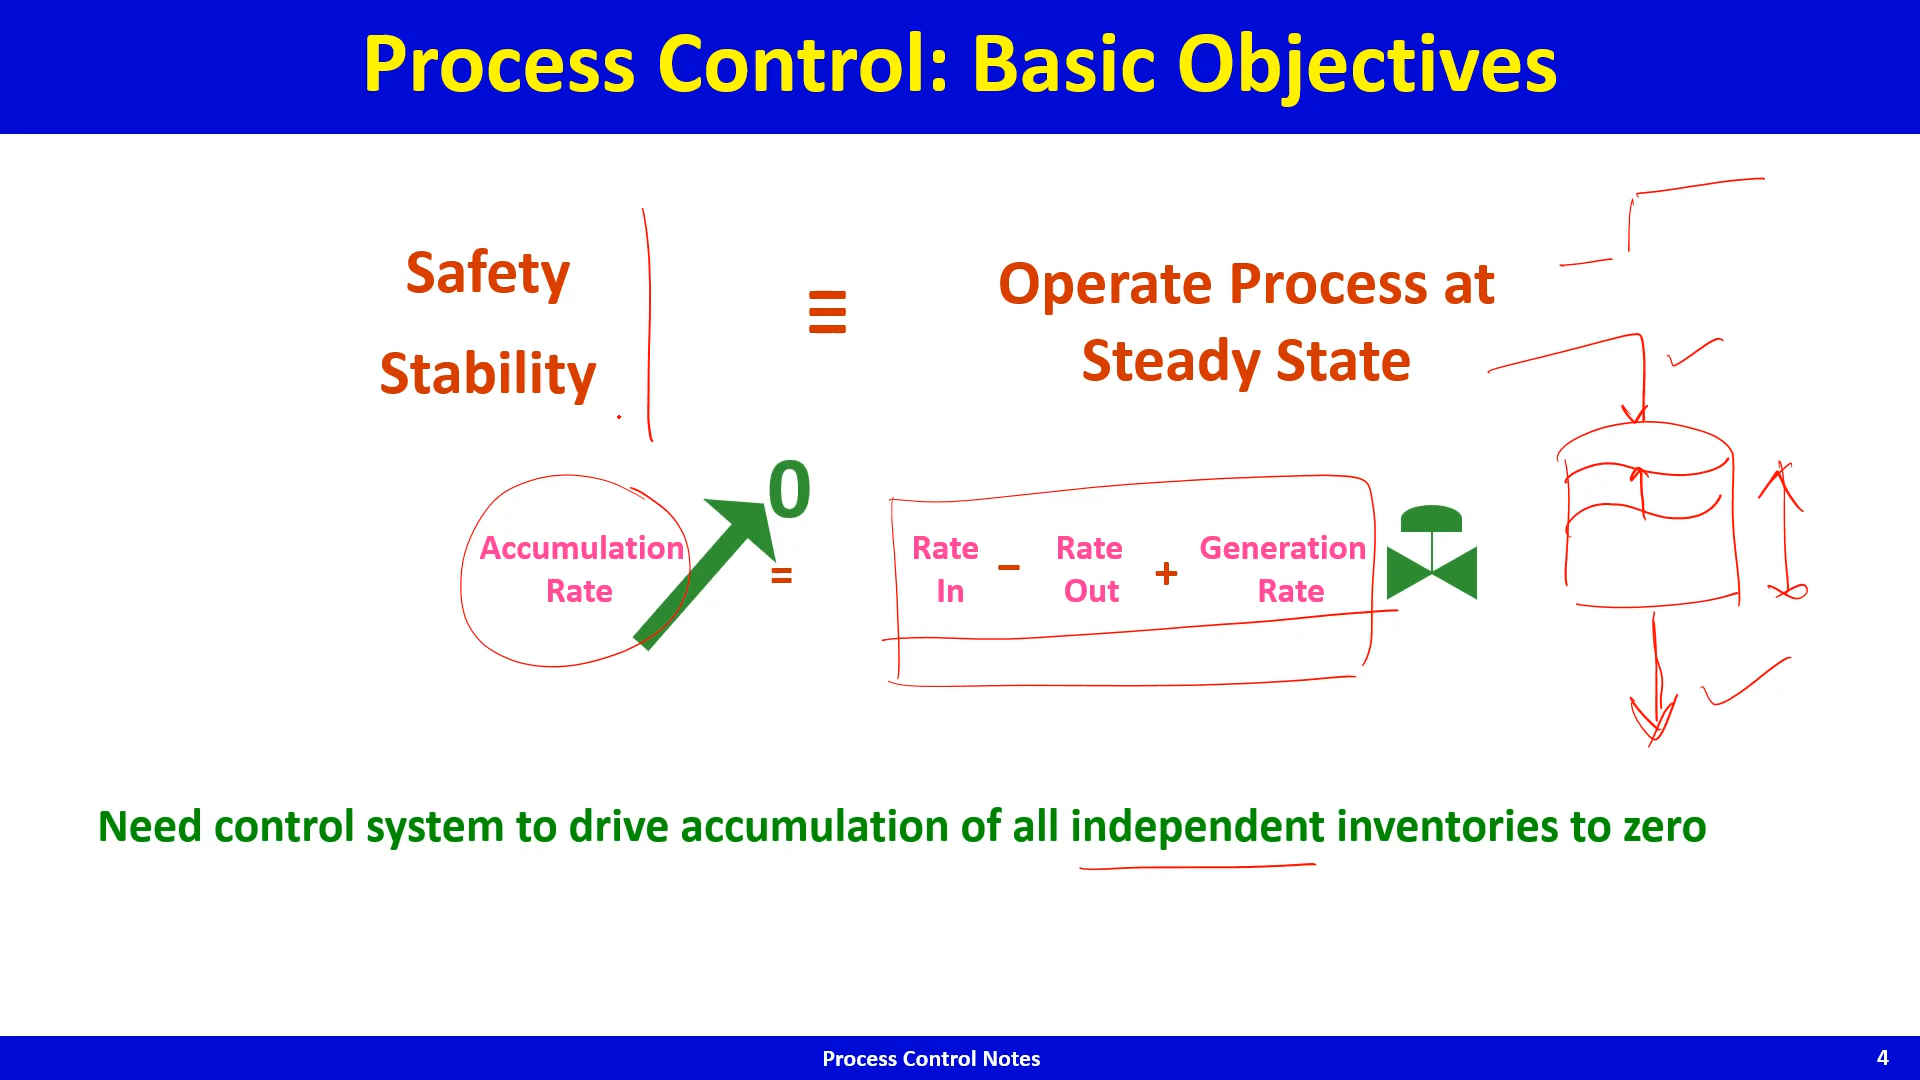 Process Control: Basic Objectives
Safety
Stability
≡
Operate Process at
Steady State
0
Accumulation
Rate
=
Rate
In
–
Rate
Out
+
Generation
Rate
Need control system to drive accumulation of all independent inventories to zero
Process Control Notes
4